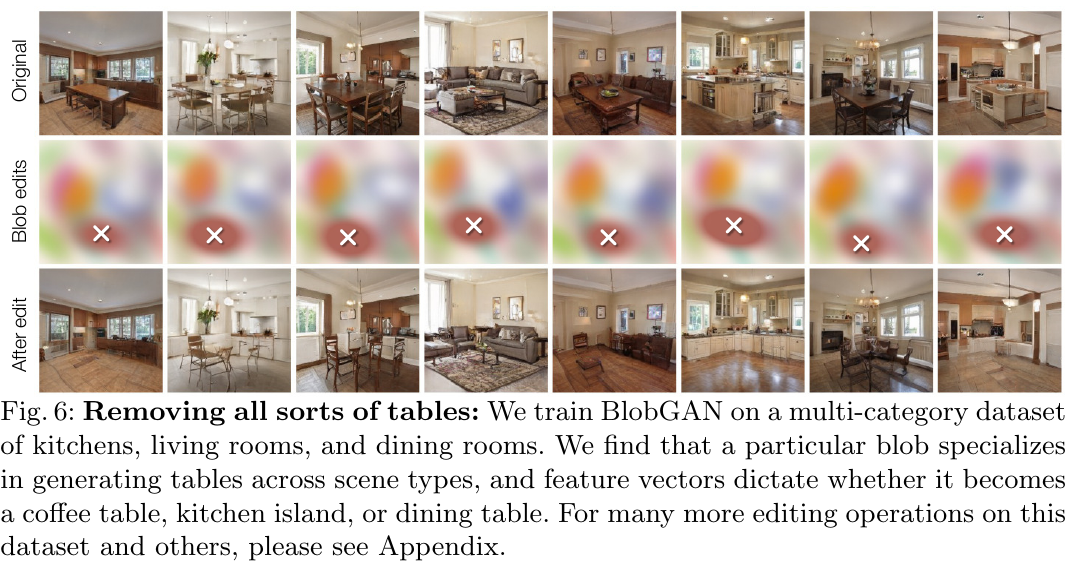 Original
Blob edits
After edit
Fig. 6: Removing all sorts of tables: We train BlobGAN on a multi-category dataset
of kitchens, living rooms, and dining rooms. We find that a particular blob specializes
in generating tables across scene types, and feature vectors dictate whether it becomes
a coffee table, kitchen island, or dining table. For many more editing operations on this
dataset and others, please see Appendix.